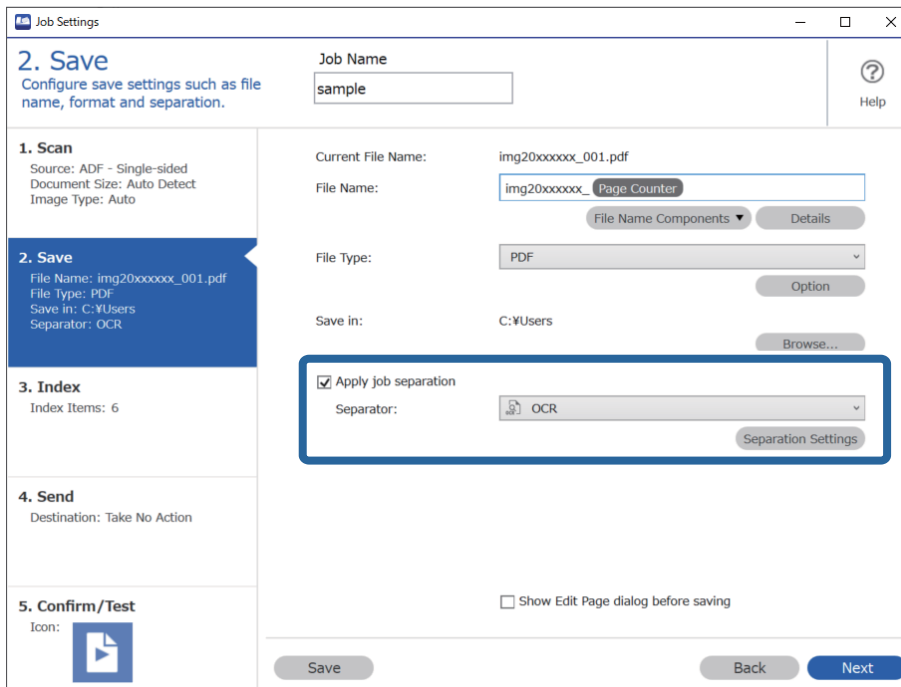 Job Settings
2. Save
Configure save settings such as file
name, format and separation.
Job Name
sample
Help
1. Scan
Source: ADF - Single-sided
Document Size: Auto Detect
Image Type: Auto
2. Save
File Name: img20xxxxxx_001.pdf
File Type: PDF
Save in: C:¥Users
Separator: OCR
3. Index
Index Items: 6
4. Send
Destination: Take No Action
5. Confirm/Test
Icon:
Current File Name: img20xxxxxx_001.pdf
File Name: img20xxxxxx_ Page Counter
File Name Components ▼ Details
File Type: PDF
Option
Save in: C:¥Users
Browse...
Apply job separation
Separator: OCR
Separation Settings
Show Edit Page dialog before saving
Save Back Next